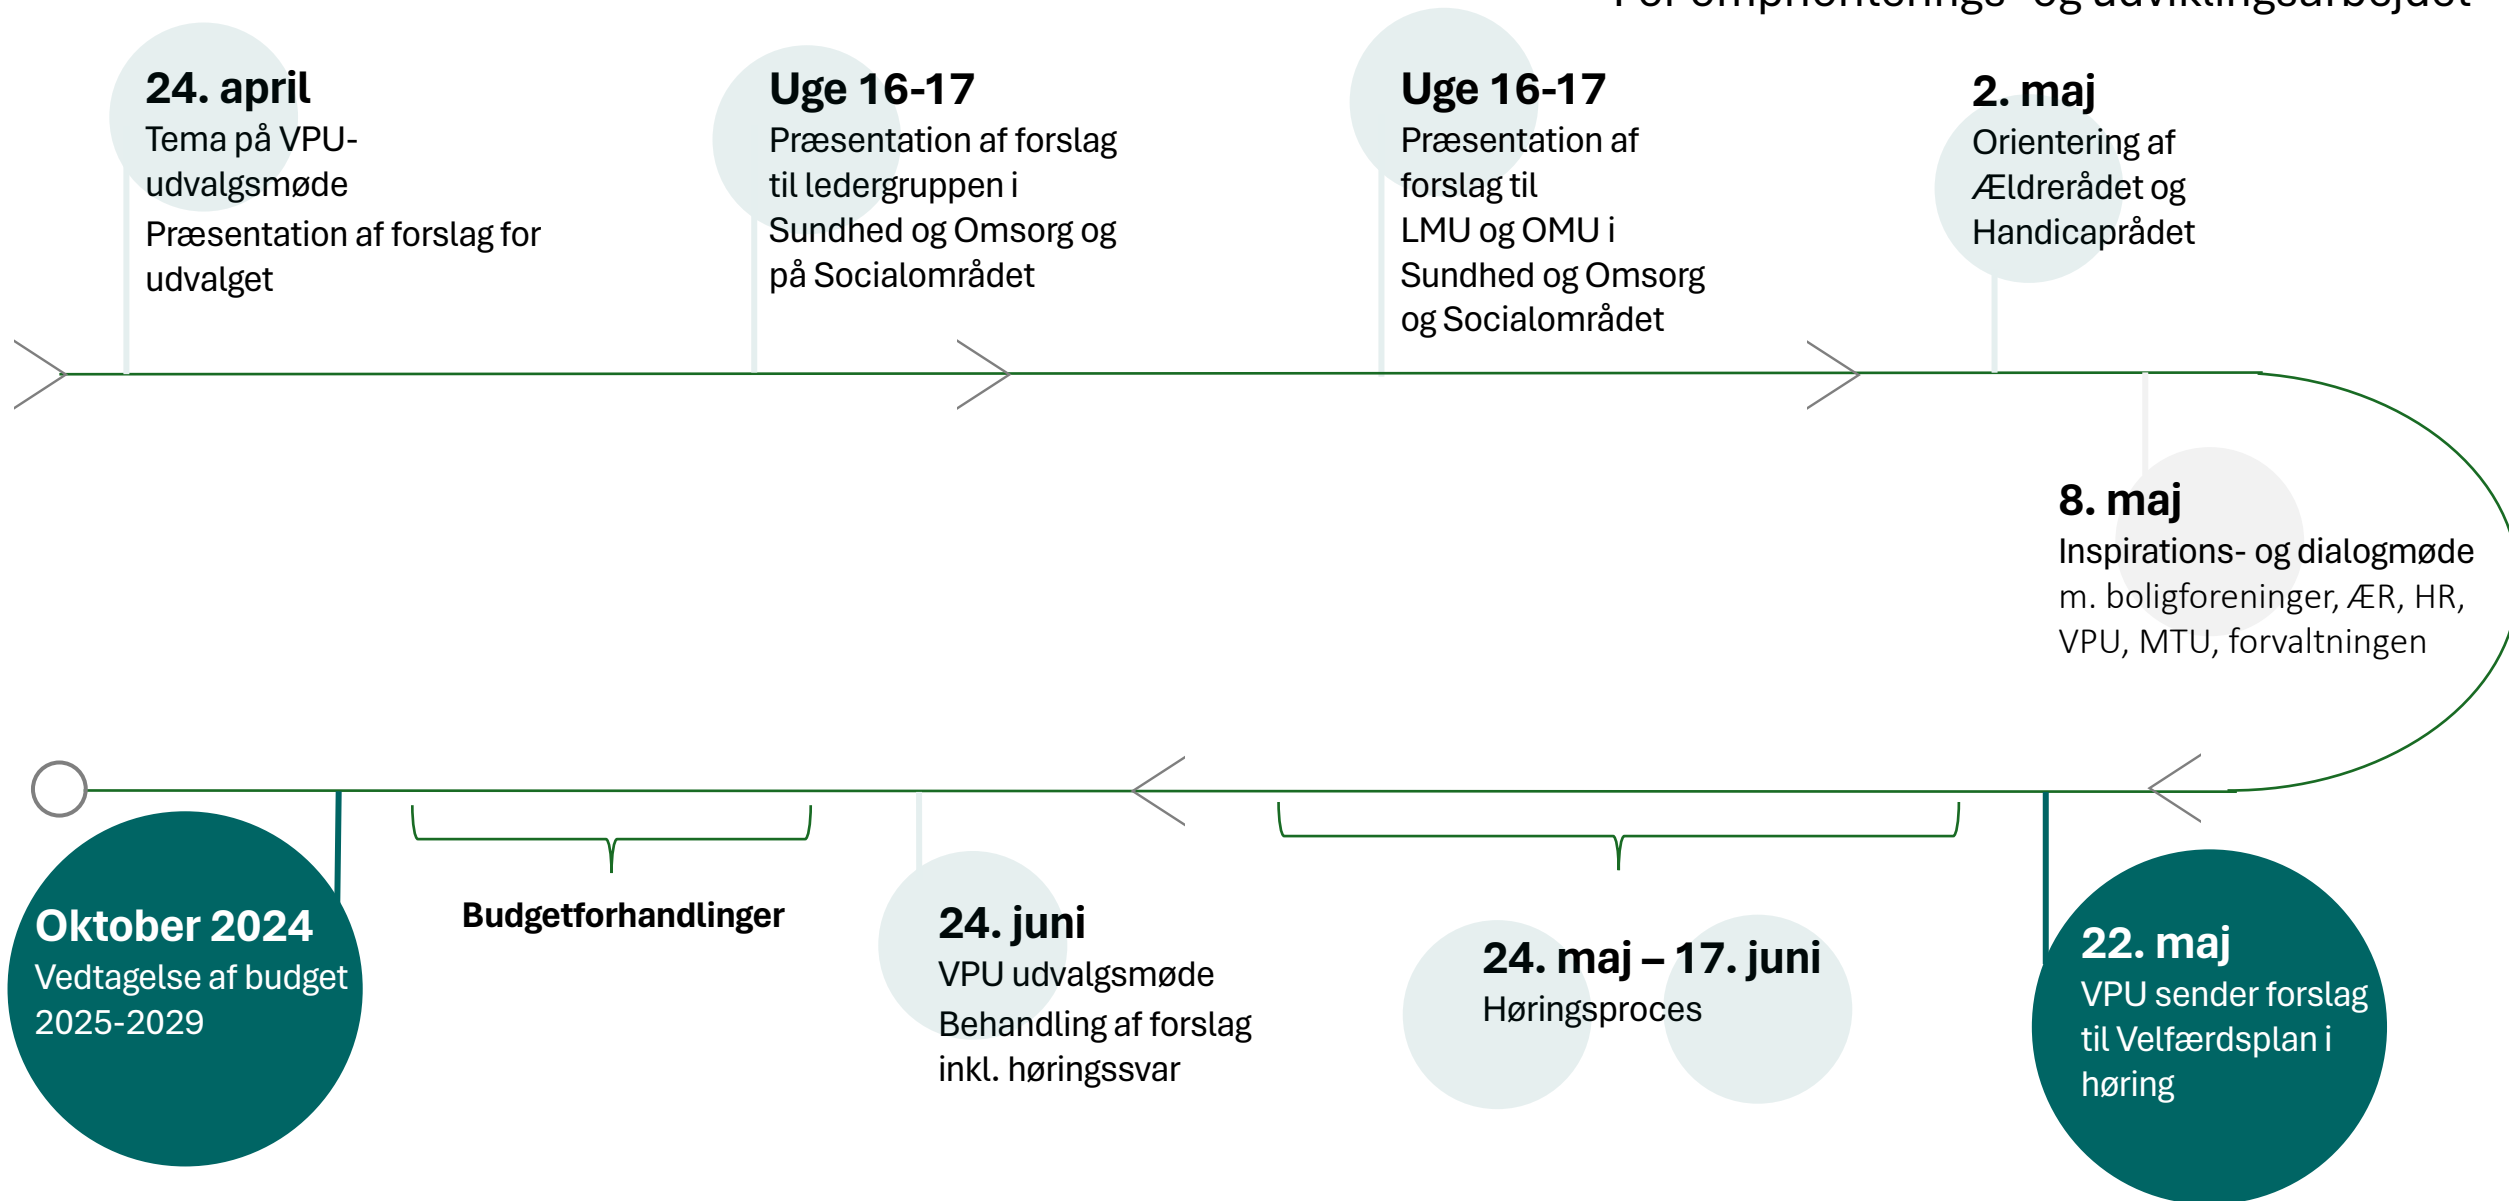 For omprioriterings- og udviklingsarbejdet
24. april
Tema på VPU-
udvalgsmøde
Præsentation af forslag for
udvalget
Uge 16-17
Præsentation af forslag
til ledergruppen i
Sundhed og Omsorg og
på Socialområdet
Uge 16-17
Præsentation af
forslag til
LMU og OMU i
Sundhed og Omsorg
og Socialområdet
2. maj
Orientering af
Ældrerådet og
Handicaprådet
8. maj
Inspirations- og dialogmøde
m. boligforeninger, ÆR, HR,
VPU, MTU, forvaltningen
22. maj
VPU sender forslag
til Velfærdsplan i
høring
24. maj – 17. juni
Høringsproces
24. juni
VPU udvalgsmøde
Behandling af forslag
inkl. høringssvar
Budgetforhandlinger
Oktober 2024
Vedtagelse af budget
2025-2029